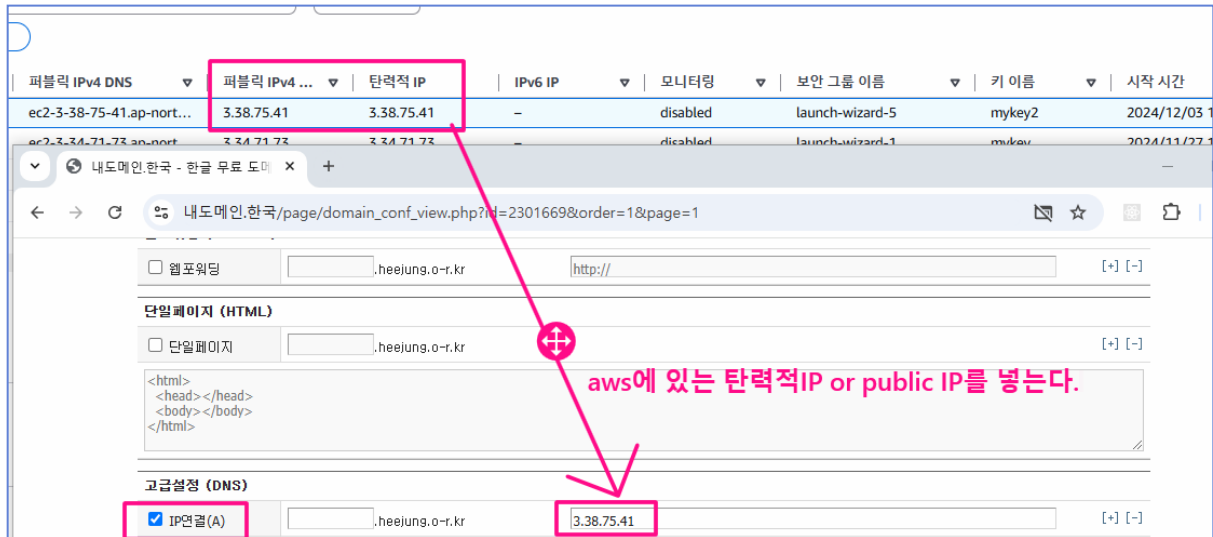 퍼블릭 IPv4 DNS 퍼블릭 IPv4 ... 탄력적 IP IPv6 IP 모니터링 보안 그룹 이름 키 이름 시작 시간
ec2-3-38-75-41.ap-nort... 3.38.75.41 3.38.75.41 – disabled launch-wizard-5 mykey2 2024/12/03 1
ec2-3-34-71-73.ap-nort... 3.34.71.73 3.34.71.73 – disabled launch-wizard-1 mykey 2024/11/27 1
내도메인.한국 - 한글 무료 도메
내도메인.한국/page/domain_conf_view.php?id=2301669&order=1&page=1
웹포워딩 .heejung.o-r.kr http:// [+] [-]
단일페이지 (HTML)
단일페이지 .heejung.o-r.kr [+] [-]
<html>
<head></head>
<body></body>
</html>
aws에 있는 탄력적IP or public IP를 넣는다.
고급설정 (DNS)
IP연결(A) .heejung.o-r.kr 3.38.75.41 [+] [-]